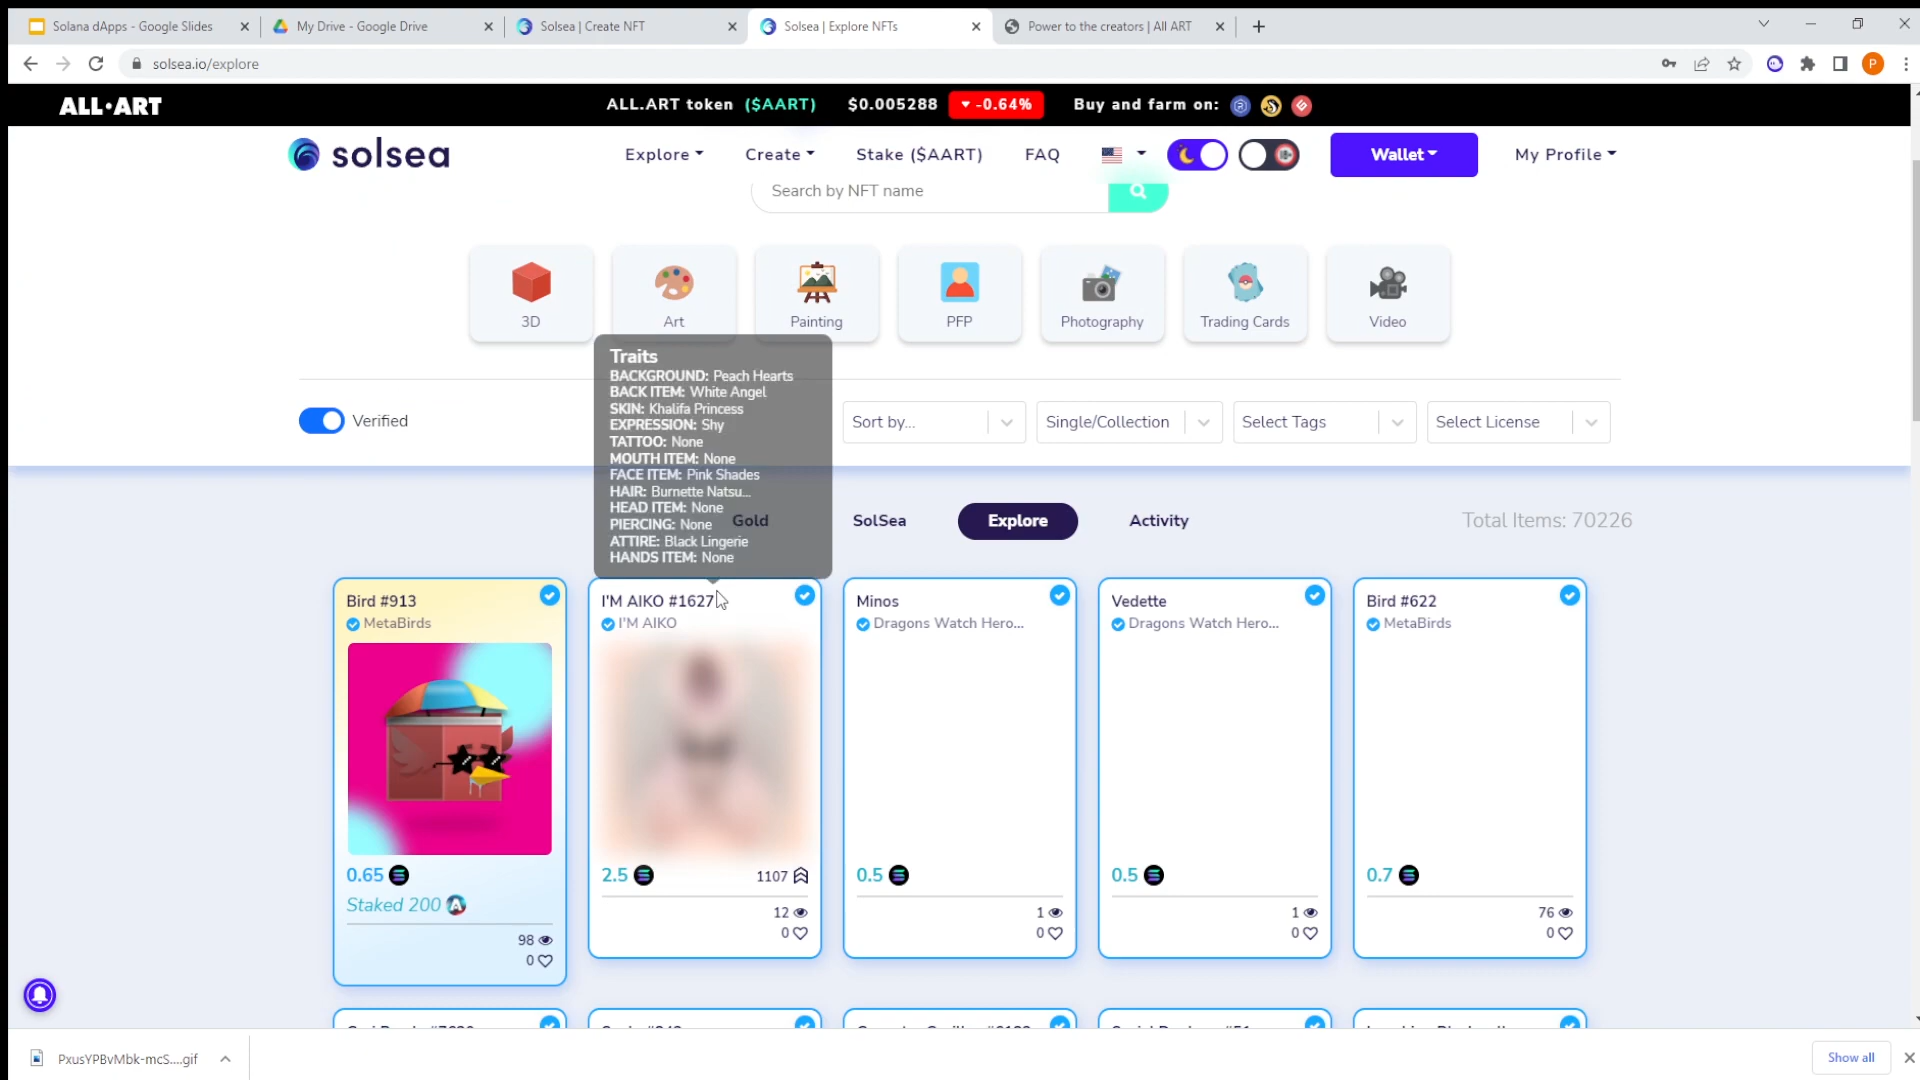 Solana dApps - Google Slides
My Drive - Google Drive
Solsea | Create NFT
Solsea | Explore NFTs
Power to the creators | All ART
solsea.io/explore
P
ALL·ART
ALL.ART token ($AART) $0.005288 -0.64% Buy and farm on:
solsea
Explore Create Stake ($AART) FAQ Wallet My Profile
Search by NFT name
3D
Art
Painting
PFP
Photography
Trading Cards
Video
Traits
BACKGROUND: Peach Hearts
BACK ITEM: White Angel
SKIN: Khalifa Princess
EXPRESSION: Shy
TATTOO: None
MOUTH ITEM: None
FACE ITEM: Pink Shades
HAIR: Burnette Natsu...
HEAD ITEM: None
PIERCING: None
ATTIRE: Black Lingerie
HANDS ITEM: None
Verified
Sort by...
Single/Collection
Select Tags
Select License
Gold
SolSea
Explore
Activity
Total Items: 70226
Bird #913
MetaBirds
0.65
Staked 200
98
0
I'M AIKO #1627
I'M AIKO
2.5
1107
12
0
Minos
Dragons Watch Hero...
0.5
1
0
Vedette
Dragons Watch Hero...
0.5
1
0
Bird #622
MetaBirds
0.7
76
0
PxusYPBvMbk-mcS....gif
Show all